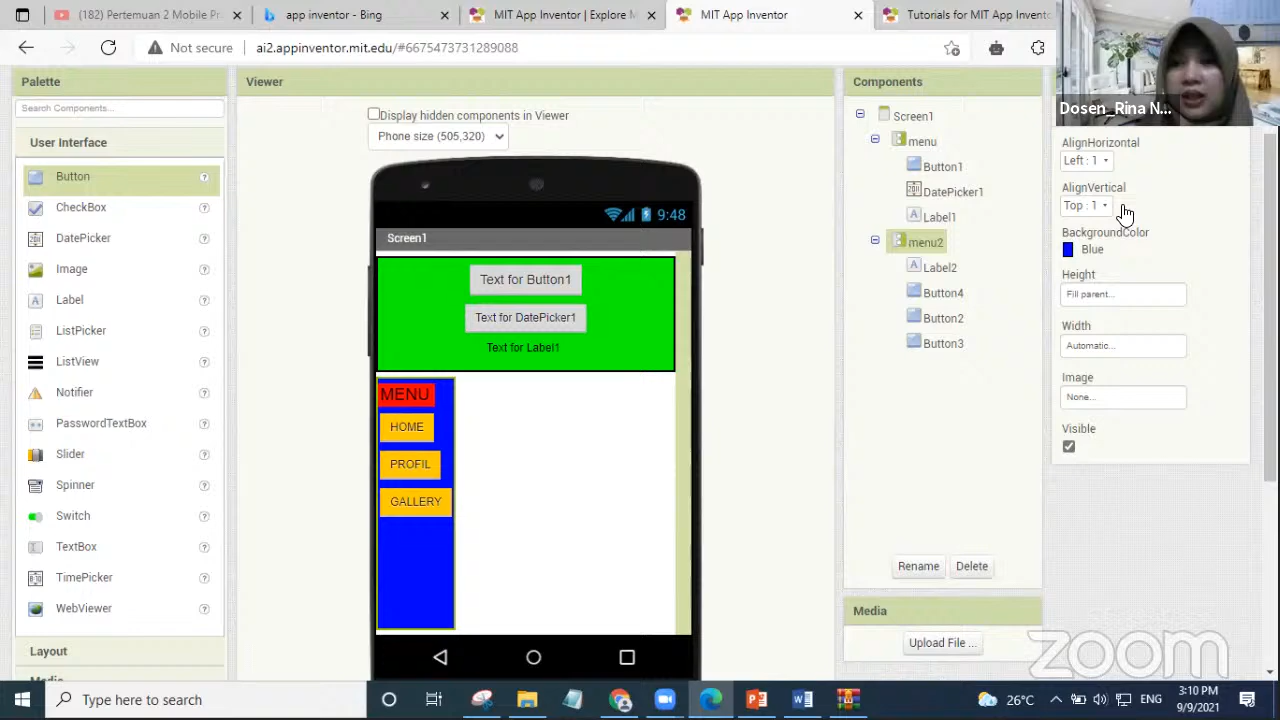 (182) Pertemuan 2 Mobile Pr
app inventor - Bing
MIT App Inventor | Explore M
MIT App Inventor
Tutorials for MIT App Invento
Not secure
ai2.appinventor.mit.edu/#6675473731289088
Palette
Search Components...
User Interface
Button
CheckBox
DatePicker
Image
Label
ListPicker
ListView
Notifier
PasswordTextBox
Slider
Spinner
Switch
TextBox
TimePicker
WebViewer
Layout
Viewer
Display hidden components in Viewer
Phone size (505,320)
9:48
Screen1
Text for Button1
Text for DatePicker1
Text for Label1
MENU
HOME
PROFIL
GALLERY
Components
Screen1
menu
Button1
DatePicker1
Label1
menu2
Label2
Button4
Button2
Button3
Rename
Delete
Media
Upload File ...
Dosen_Rina N...
AlignHorizontal
Left : 1
AlignVertical
Top : 1
BackgroundColor
Blue
Height
Fill parent...
Width
Automatic...
Image
None...
Visible
zoom
Type here to search
26°C
ENG
3:10 PM
9/9/2021